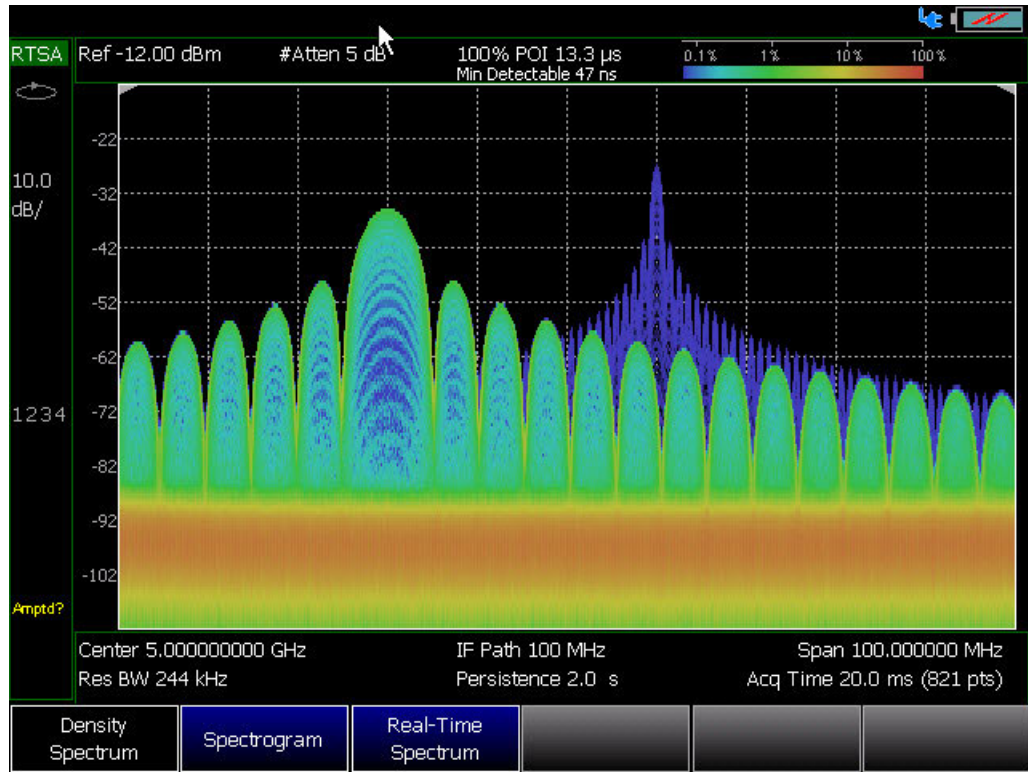 RTSA Ref -12.00 dBm #Atten 5 dB 100% POI 13.3 µs 0.1% 1% 10% 100%
Min Detectable 47 ns
-22
10.0
dB/
-32
-42
-52
-62
1234
-72
-82
-92
-102
Amptd?
Center 5.000000000 GHz IF Path 100 MHz Span 100.000000 MHz
Res BW 244 kHz Persistence 2.0 s Acq Time 20.0 ms (821 pts)
Density
Spectrum
Spectrogram
Real-Time
Spectrum